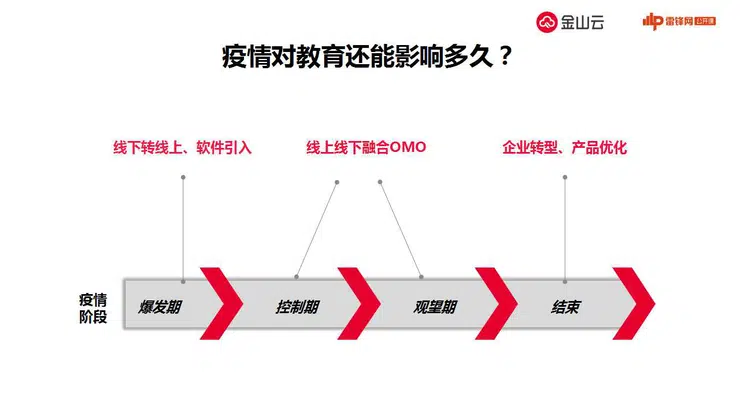 金山云
雷锋网 公开课
疫情对教育还能影响多久？
线下转线上、软件引入
线上线下融合OMO
企业转型、产品优化
疫情
阶段
爆发期
控制期
观望期
结束